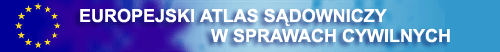 EUROPEJSKI ATLAS SĄDOWNICZY
W SPRAWACH CYWILNYCH